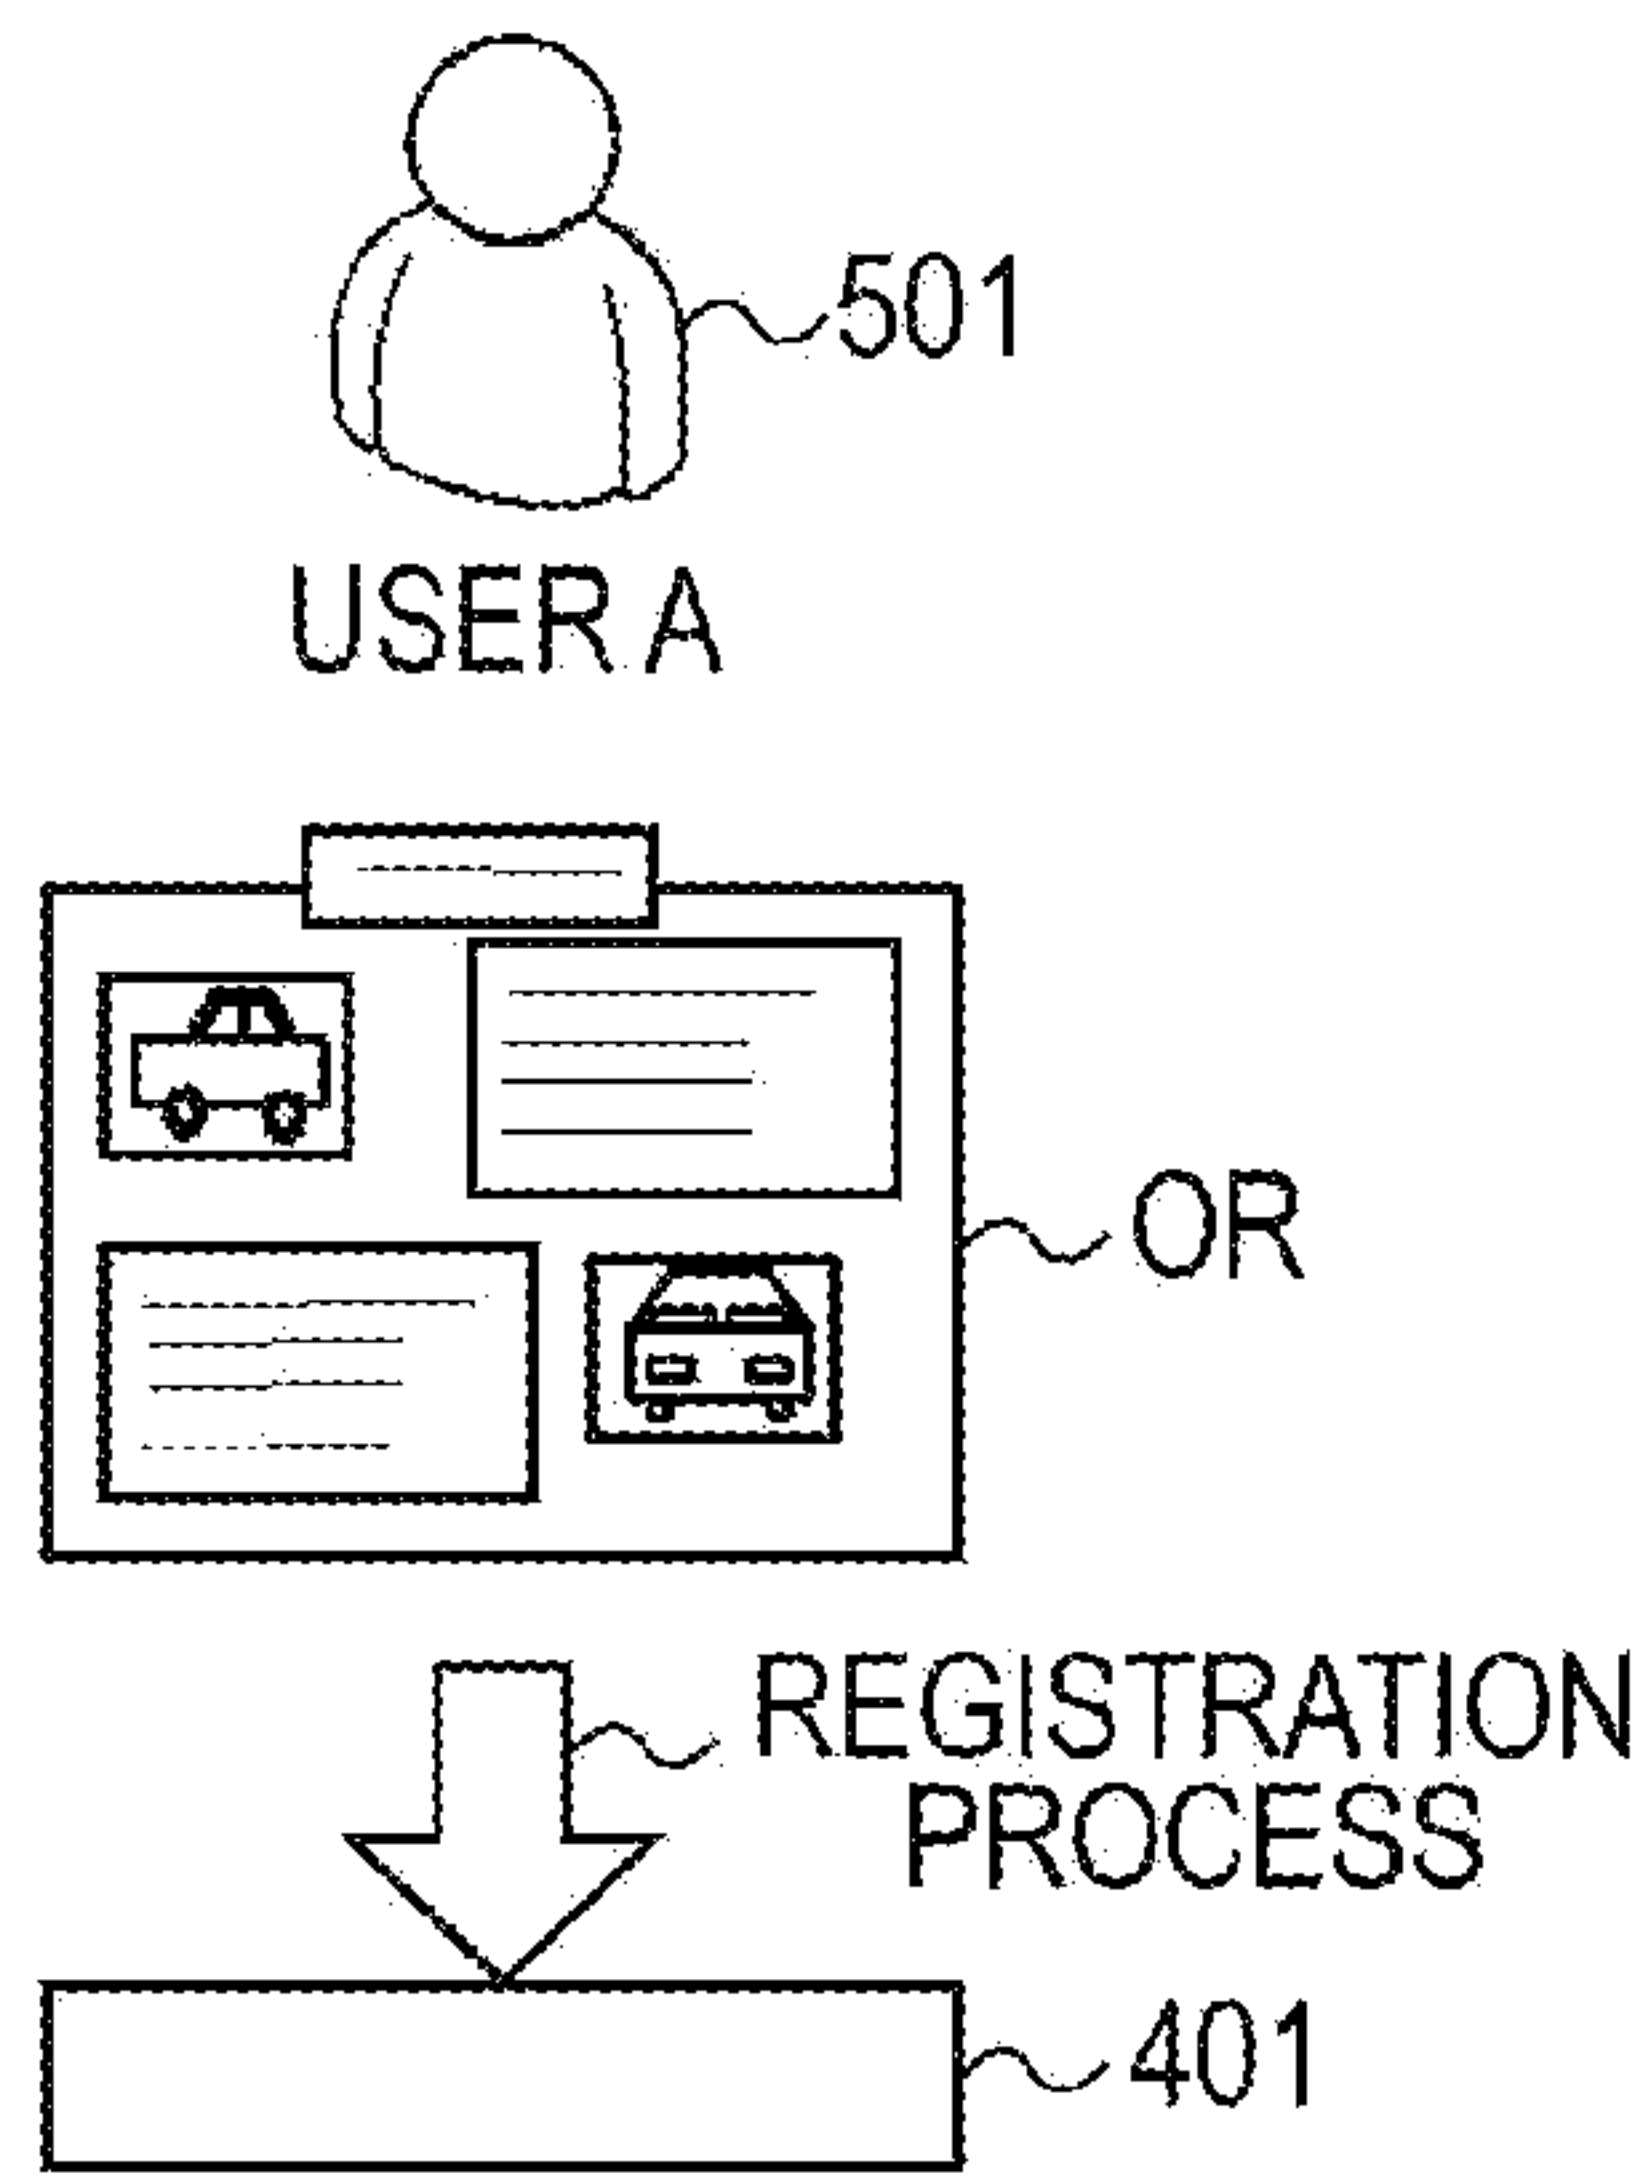 501
USER A
OR
REGISTRATION
PROCESS
401